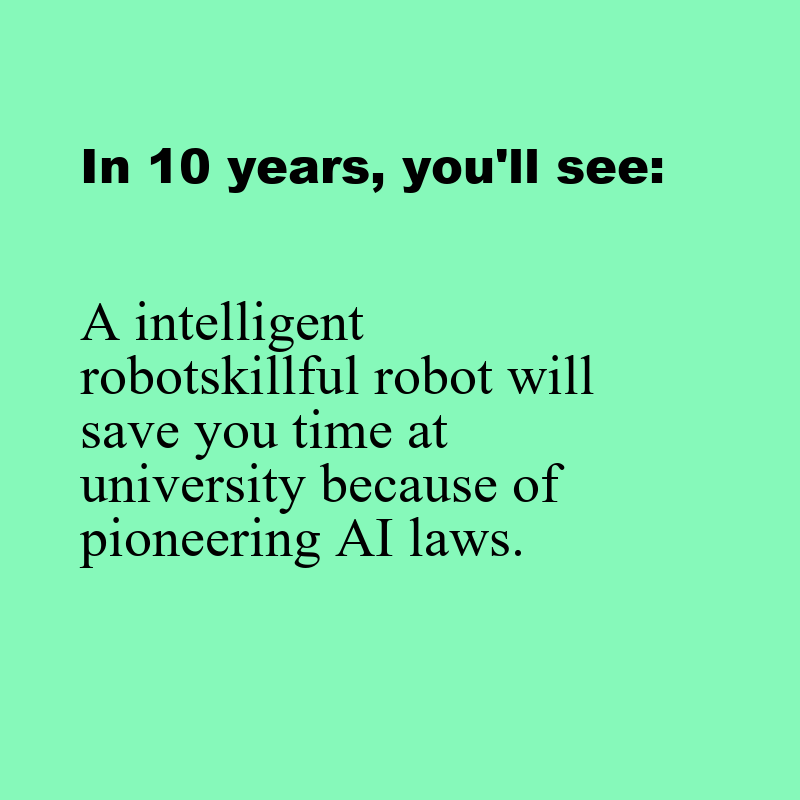 In 10 years, you'll see:
A intelligent
robotskillful robot will
save you time at
university because of
pioneering AI laws.